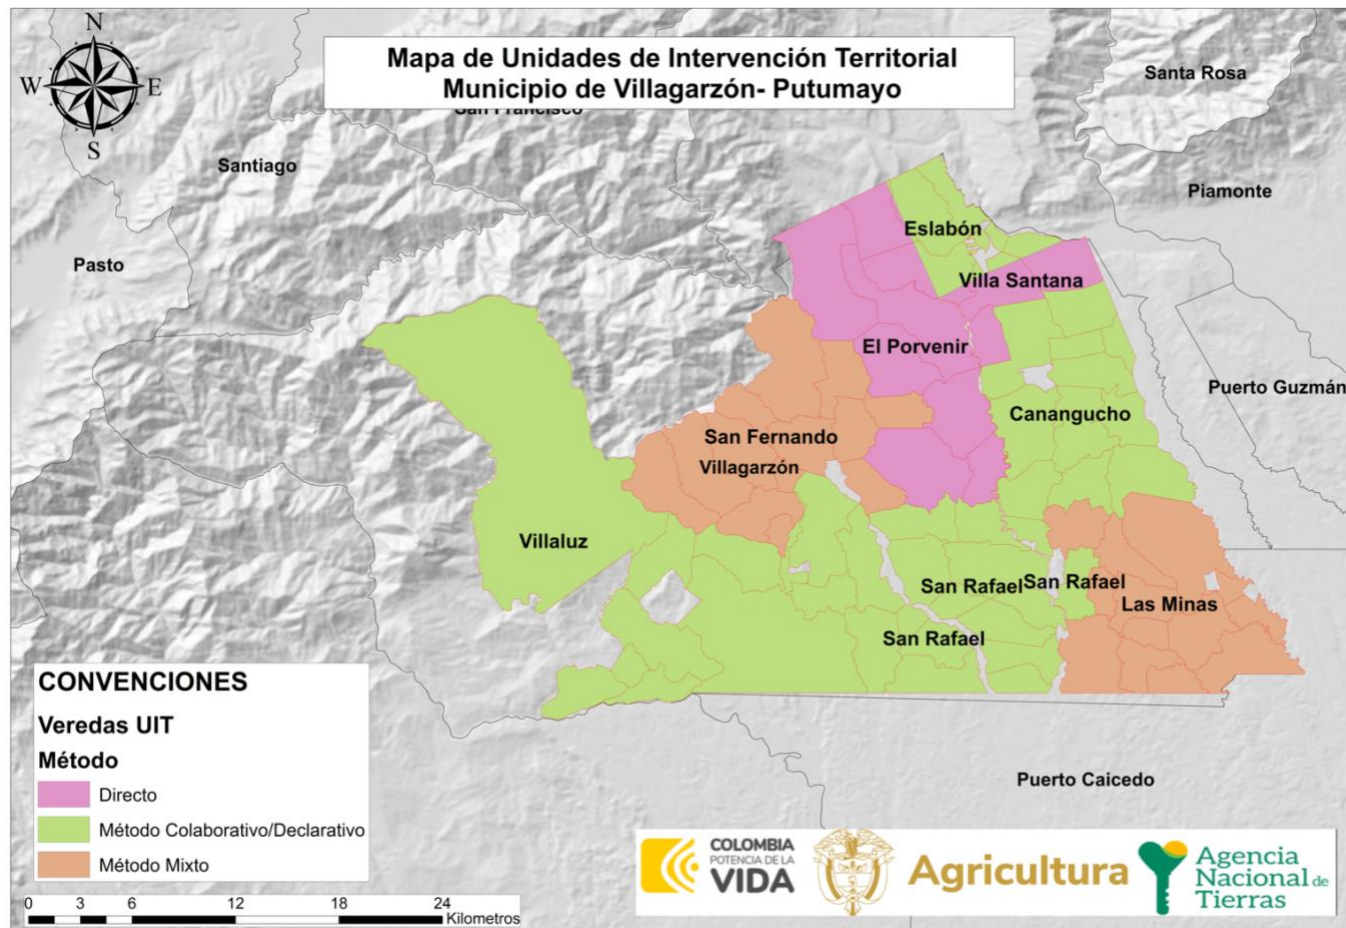 Mapa de Unidades de Intervención Territorial
Municipio de Villagarzón- Putumayo
N
W
E
S
San Francisco
Santa Rosa
Santiago
Piamonte
Eslabón
Pasto
Villa Santana
El Porvenir
Puerto Guzmán
Canangucho
San Fernando
Villagarzón
Villaluz
San Rafael
San Rafael
Las Minas
San Rafael
Puerto Caicedo
CONVENCIONES
Veredas UIT
Método
Directo
Método Colaborativo/Declarativo
Método Mixto
0 3 6 12 18 24
Kilometros
COLOMBIA
POTENCIA DE LA
VIDA
Agricultura
Agencia
Nacional de
Tierras